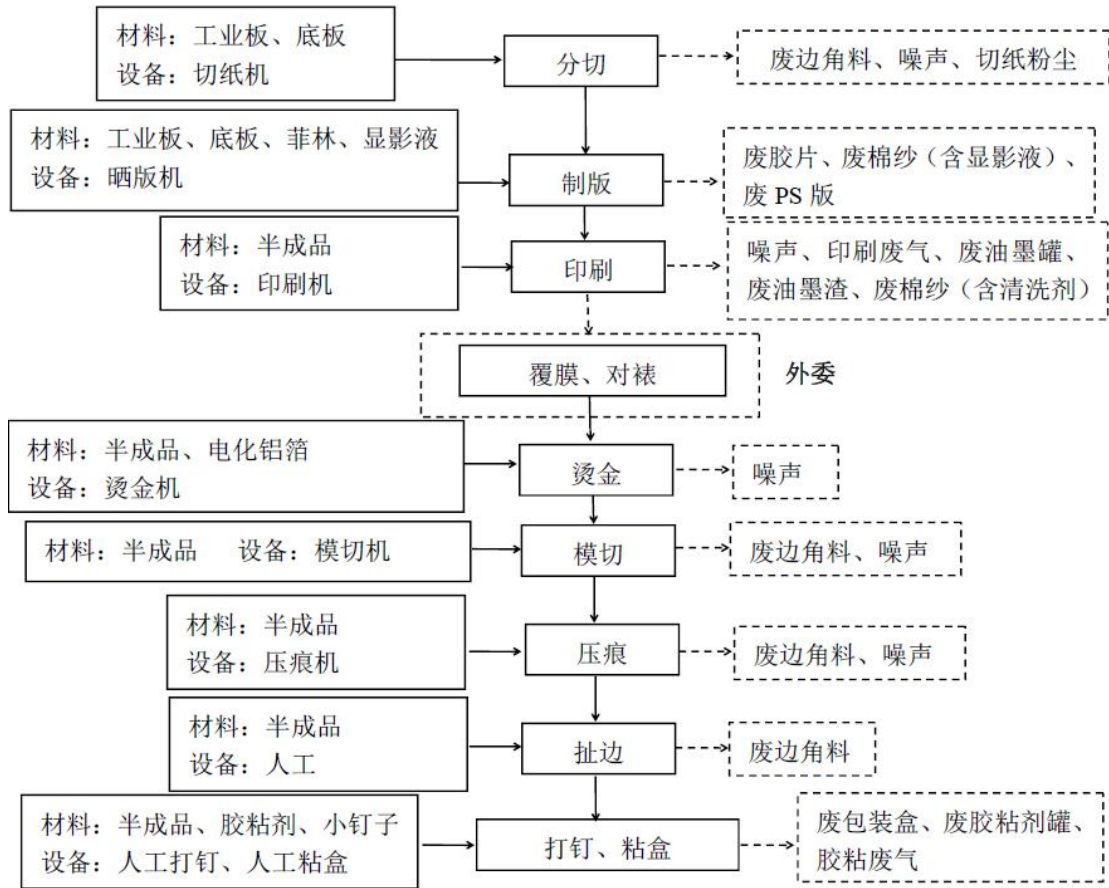 材料：工业板、底板
设备：切纸机
分切
废边角料、噪声、切纸粉尘
材料：工业板、底板、菲林、显影液
设备：晒版机
制版
废胶片、废棉纱（含显影液）、
废 PS 版
材料：半成品
设备：印刷机
印刷
噪声、印刷废气、废油墨罐、
废油墨渣、废棉纱（含清洗剂）
覆膜、对裱
外委
材料：半成品、电化铝箔
设备：烫金机
烫金
噪声
材料：半成品 设备：模切机
模切
废边角料、噪声
材料：半成品
设备：压痕机
压痕
废边角料、噪声
材料：半成品
设备：人工
扯边
废边角料
材料：半成品、胶粘剂、小钉子
设备：人工打钉、人工粘盒
打钉、粘盒
废包装盒、废胶粘剂罐、
胶粘废气